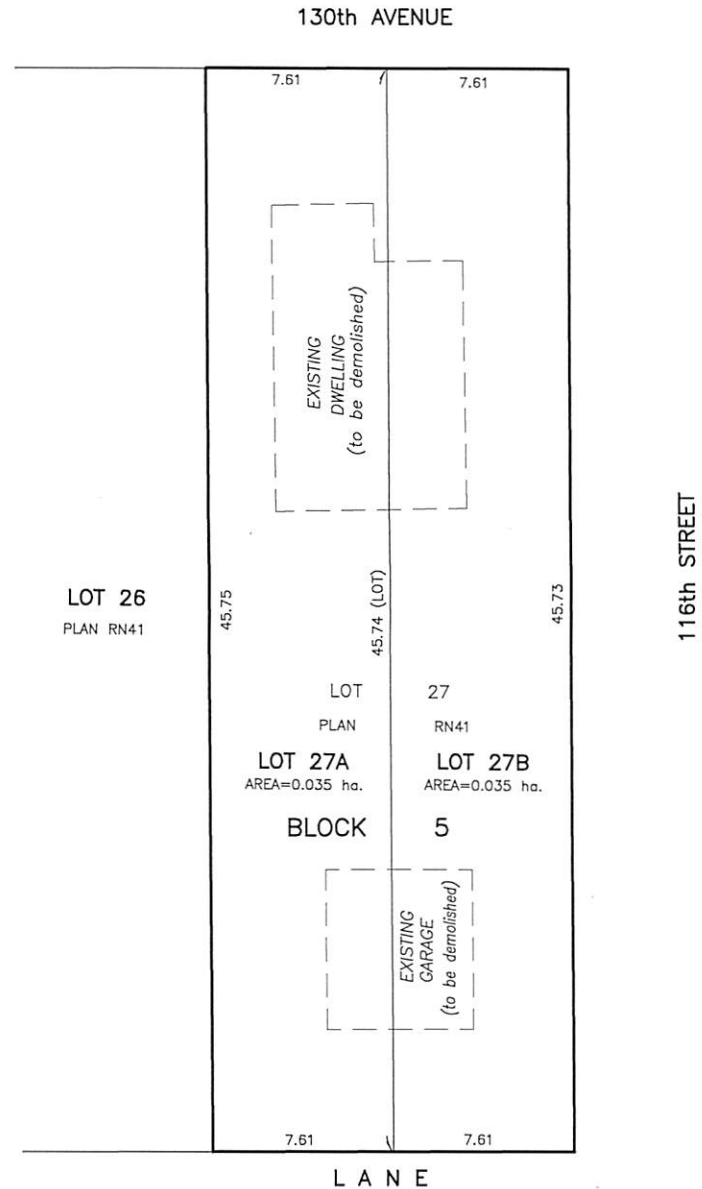 130th AVENUE
7.61
7.61
EXISTING
DWELLING
(to be demolished)
LOT 26
PLAN RN41
45.75
45.74 (LOT)
45.73
116th STREET
LOT 27
PLAN RN41
LOT 27A
AREA=0.035 ha.
LOT 27B
AREA=0.035 ha.
BLOCK 5
EXISTING
GARAGE
(to be demolished)
7.61
7.61
LANE